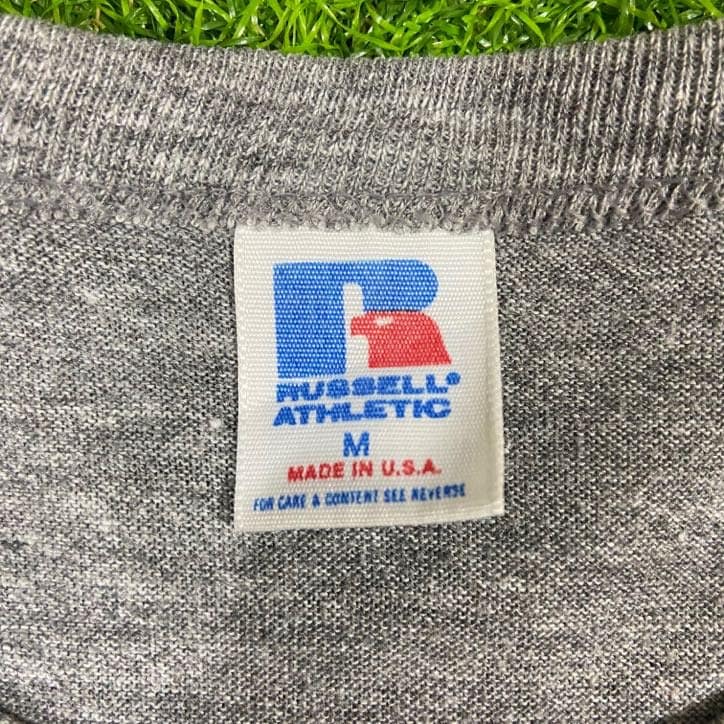 R
RUSSELL®
ATHLETIC
M
MADE IN U.S.A.
FOR CARE & CONTENT SEE REVERSE